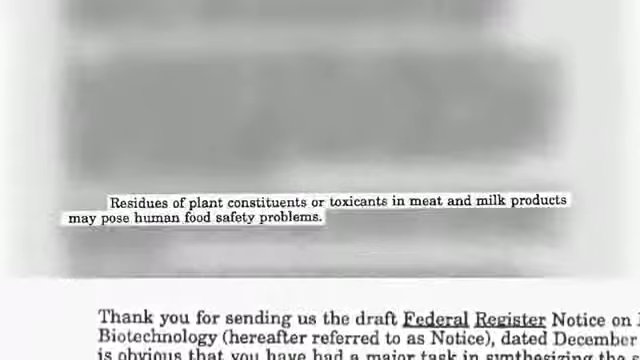 Residues of plant constituents or toxicants in meat and milk products
may pose human food safety problems.
Thank you for sending us the draft Federal Register Notice on
Biotechnology (hereafter referred to as Notice), dated December
is obvious that you have had a major task in synthesizing the